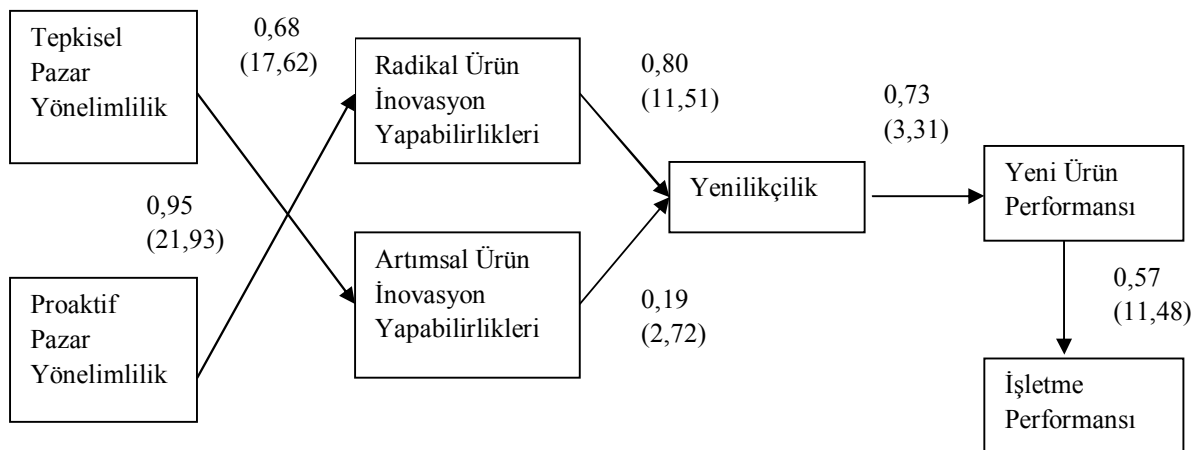 Tepkisel
Pazar
Yönelimlilik
0,68
(17,62)
Radikal Ürün
İnovasyon
Yapabilirlikleri
0,80
(11,51)
0,73
(3,31)
Yenilikçilik
Yeni Ürün
Performansı
0,95
(21,93)
Proaktif
Pazar
Yönelimlilik
Artımsal Ürün
İnovasyon
Yapabilirlikleri
0,19
(2,72)
0,57
(11,48)
İşletme
Performansı